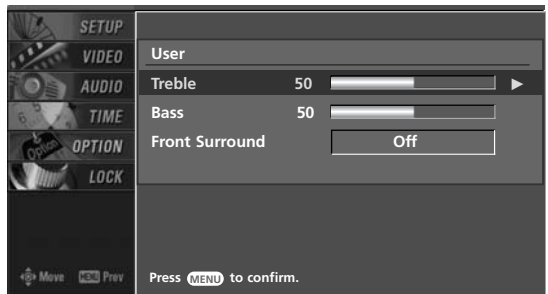 SETUP
VIDEO
AUDIO
TIME
OPTION
LOCK
Move MENU Prev
User
Treble 50
Bass 50
Front Surround Off
Press MENU to confirm.